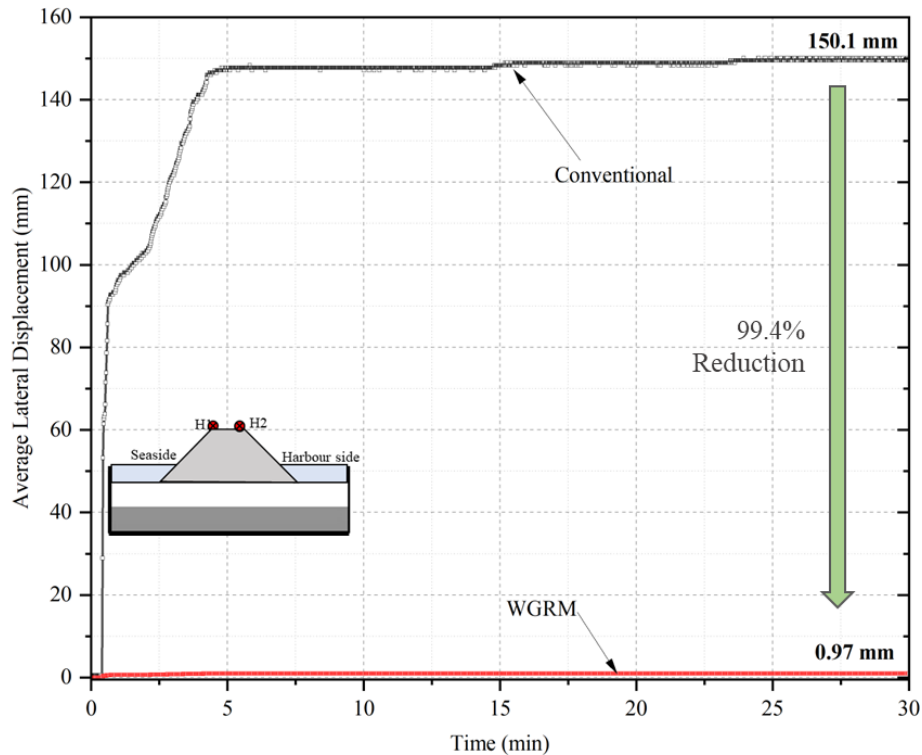 160
140
120
100
80
60
40
20
0
Average Lateral Displacement (mm)
150.1 mm
Conventional
99.4%
Reduction
H1
H2
Seaside
Harbour side
WGRM
0.97 mm
0
5
10
15
20
25
30
Time (min)